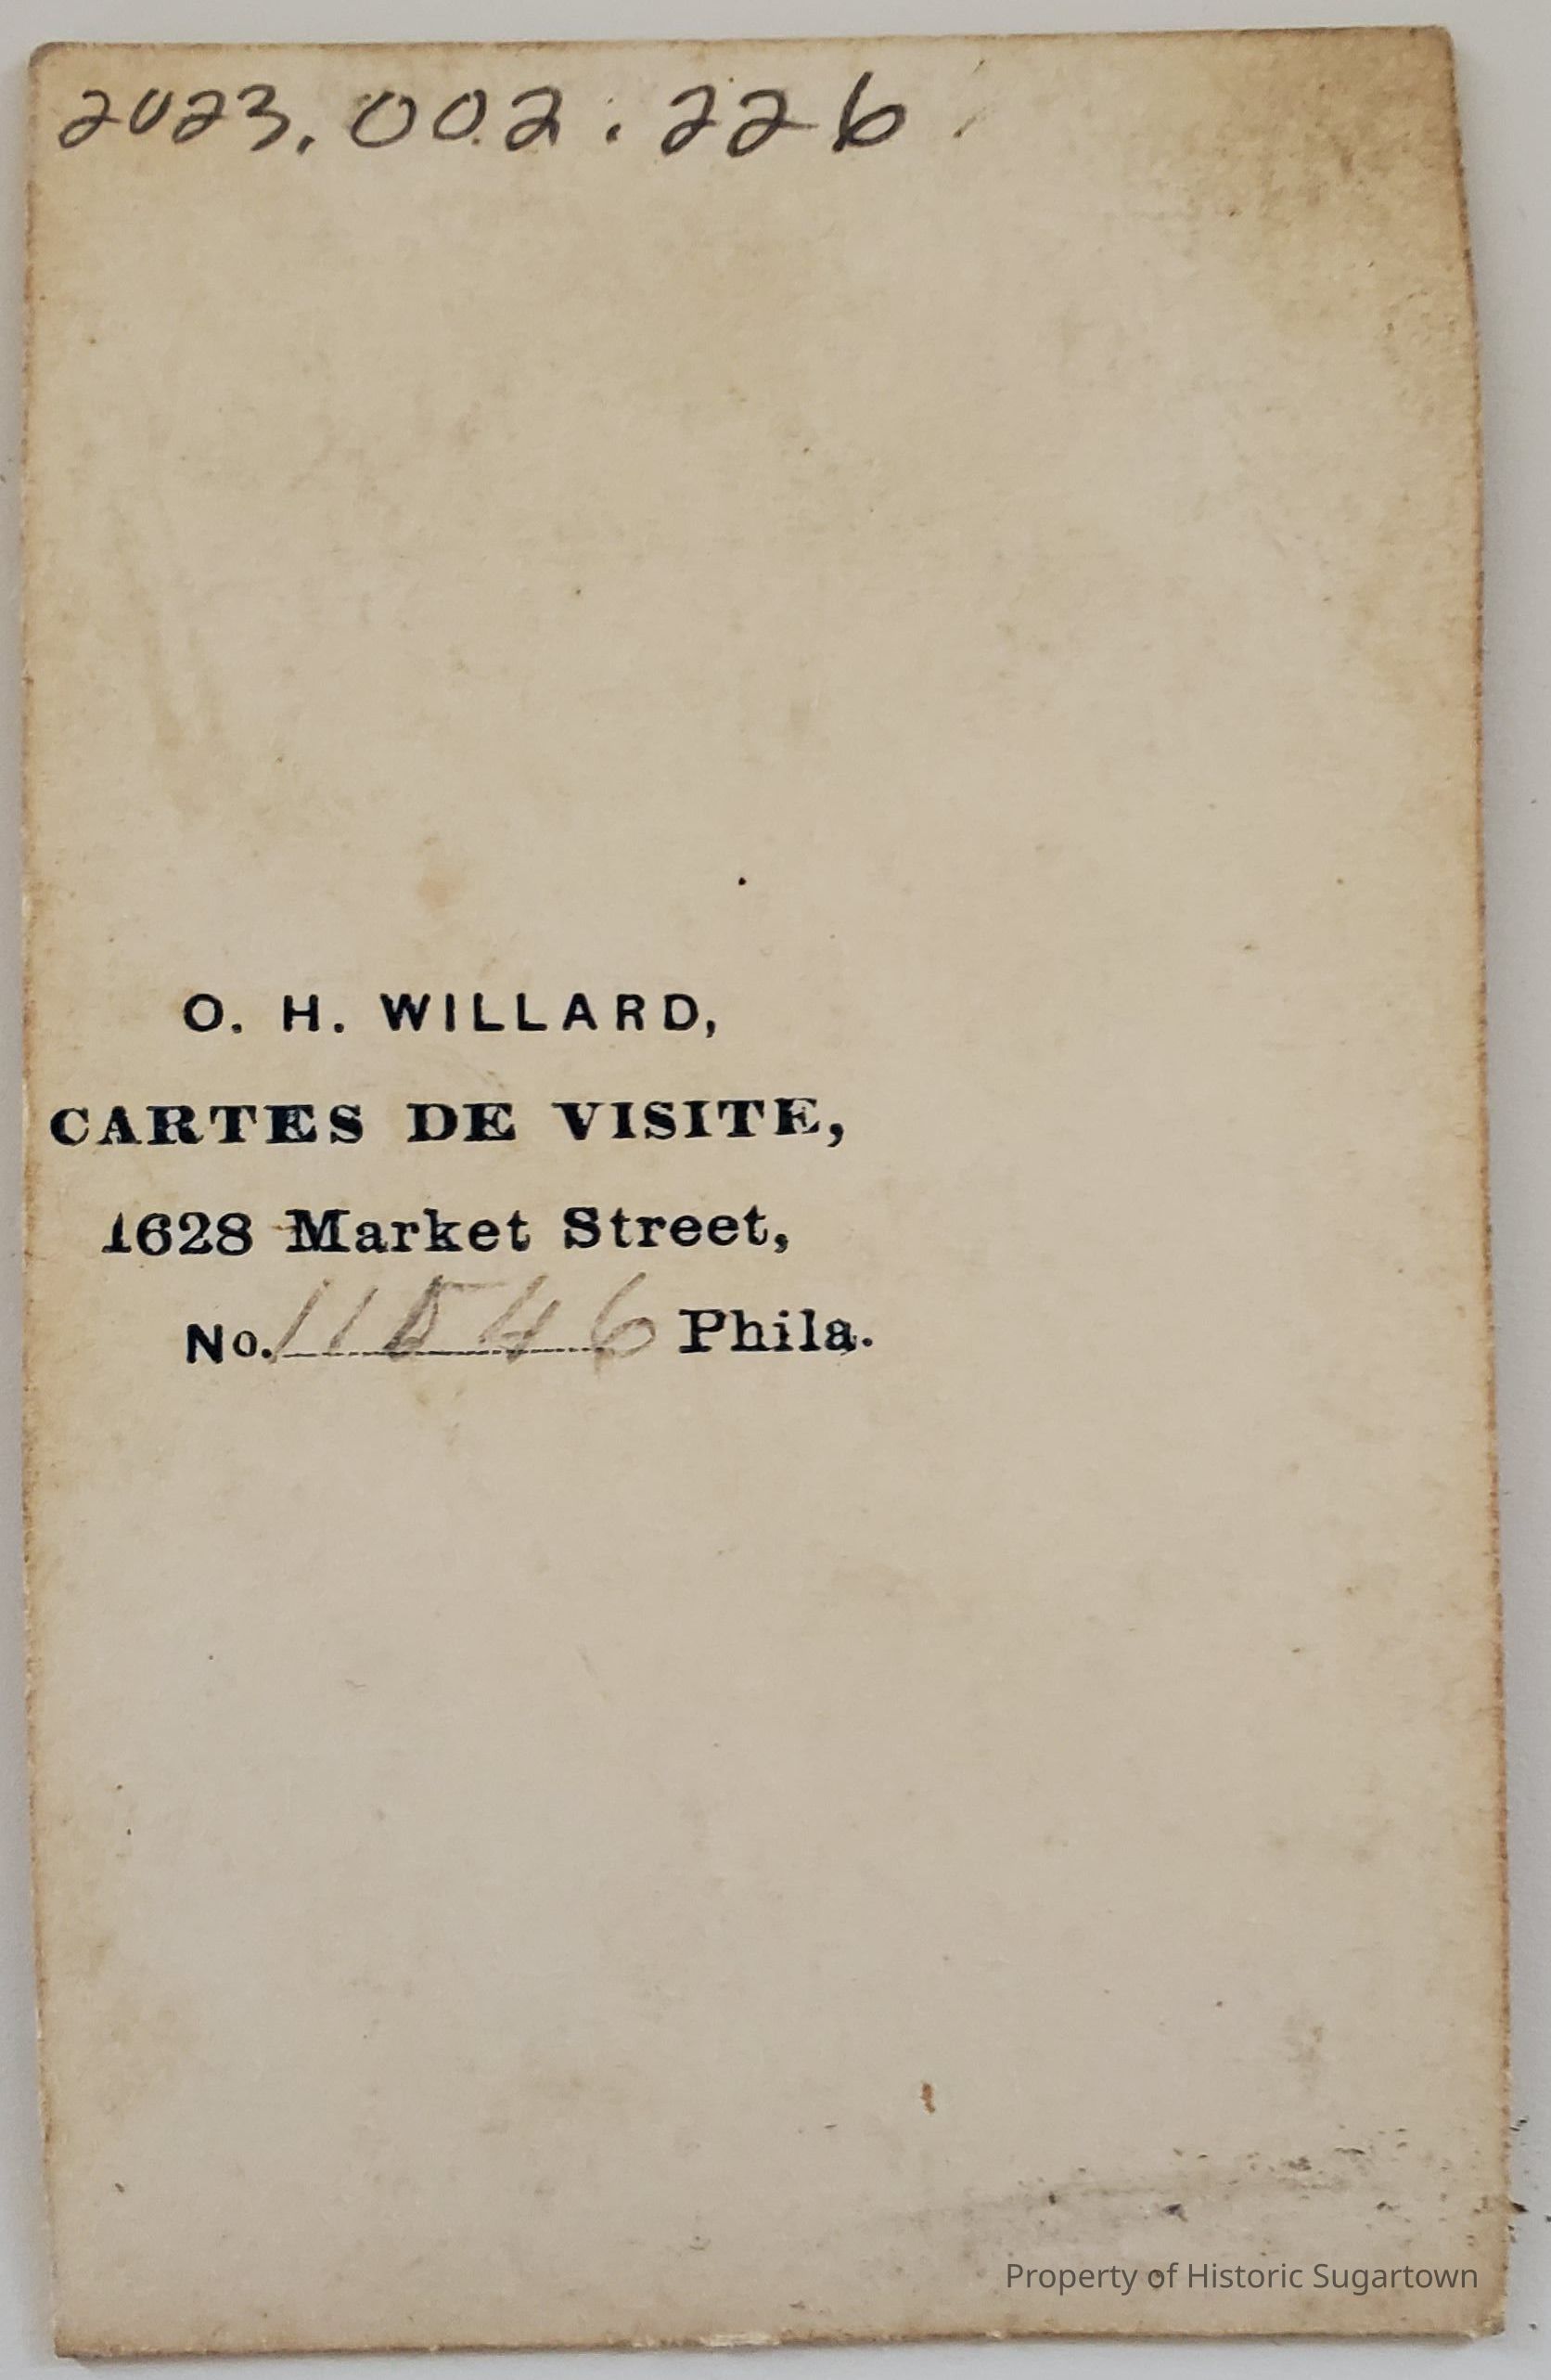 2023.002.226
O. H. WILLARD,
CARTES DE VISITE,
1628 Market Street,
No. 11546 Phila.
Property of Historic Sugartown